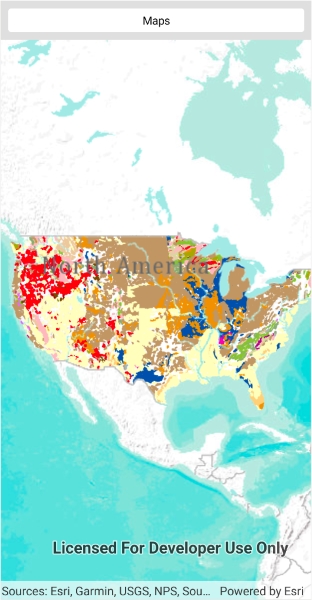 Maps
North America
Licensed For Developer Use Only
Sources: Esri, Garmin, USGS, NPS, Sou... Powered by Esri